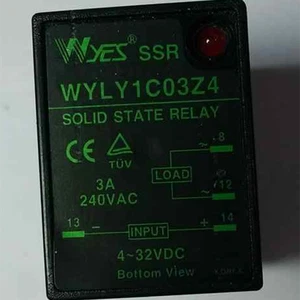 WYES SSR
WYLY1C03Z4
SOLID STATE RELAY
CE TÜV
8
LOAD
3A
240VAC
12
13 − INPUT + 14
4~32VDC
Bottom View